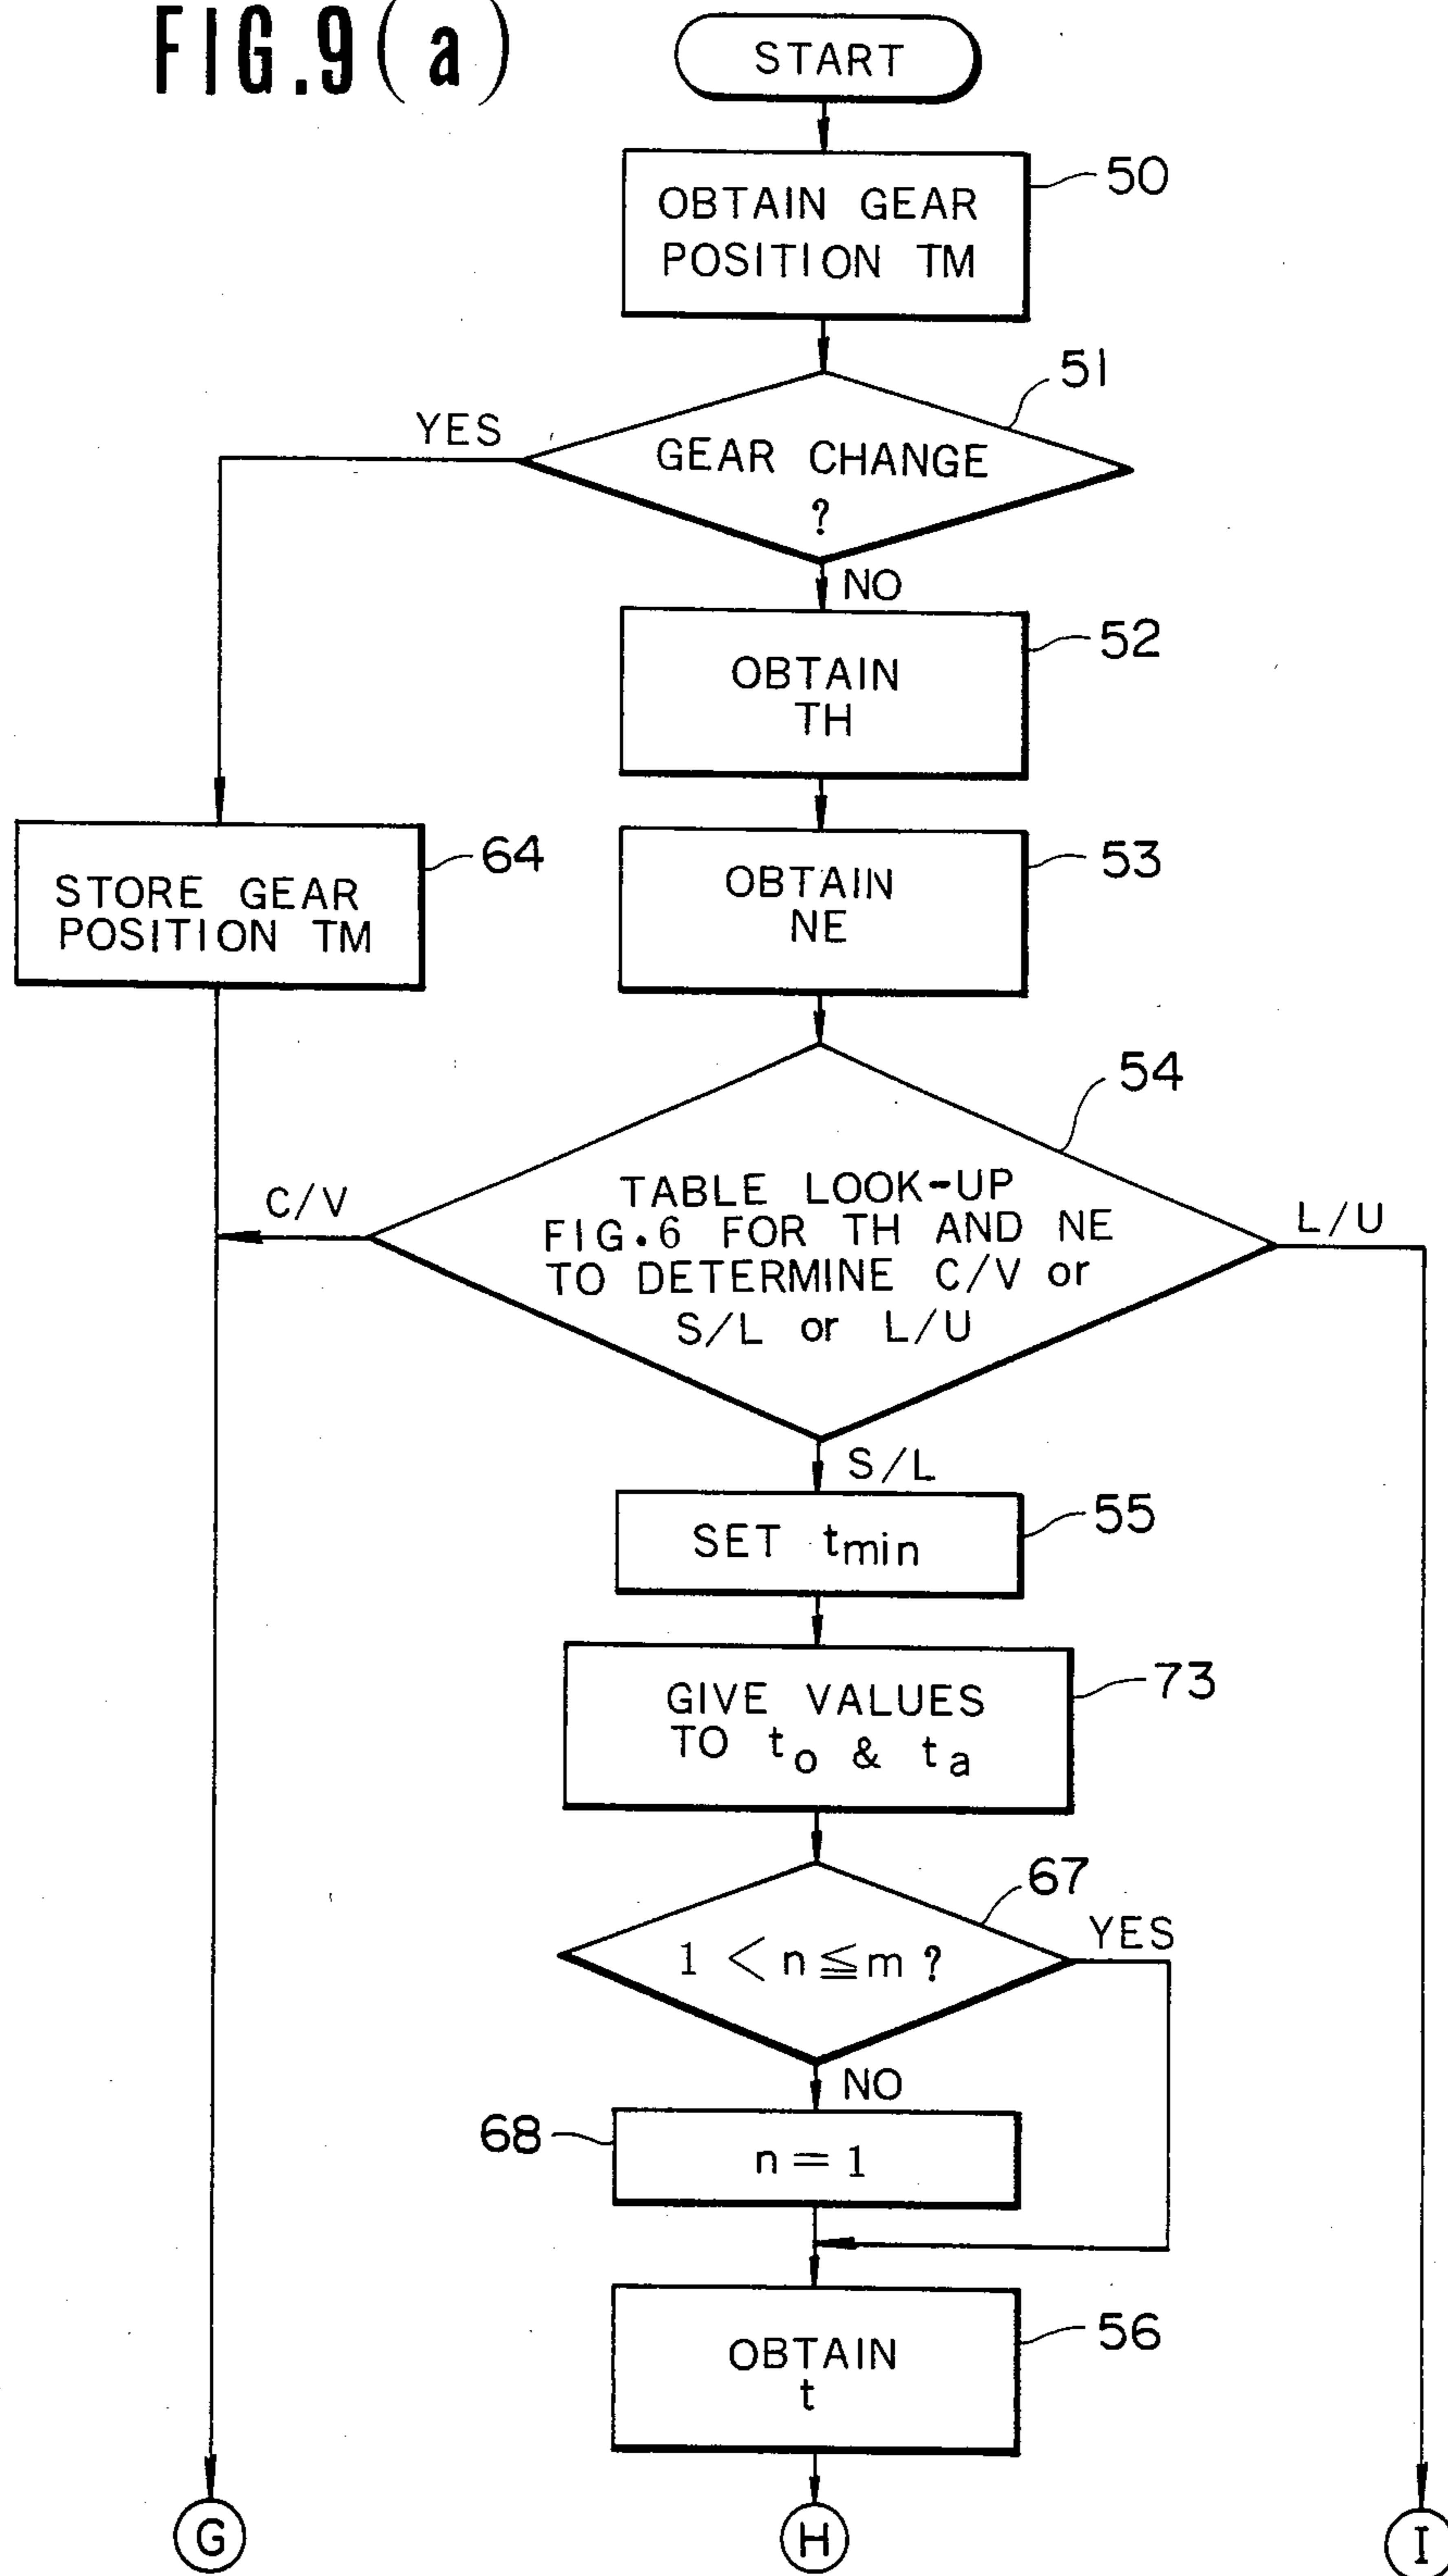 FIG.9(a)
START
OBTAIN GEAR
POSITION TM
50
51
YES
GEAR CHANGE
?
NO
52
OBTAIN
TH
64
STORE GEAR
POSITION TM
53
OBTAIN
NE
54
C/V
TABLE LOOK-UP
FIG.6 FOR TH AND NE
TO DETERMINE C/V or
S/L or L/U
L/U
S/L
SET tmin
55
GIVE VALUES
TO to & ta
73
67
1 < n ≦ m ?
YES
NO
68
n = 1
OBTAIN
t
56
G
H
I